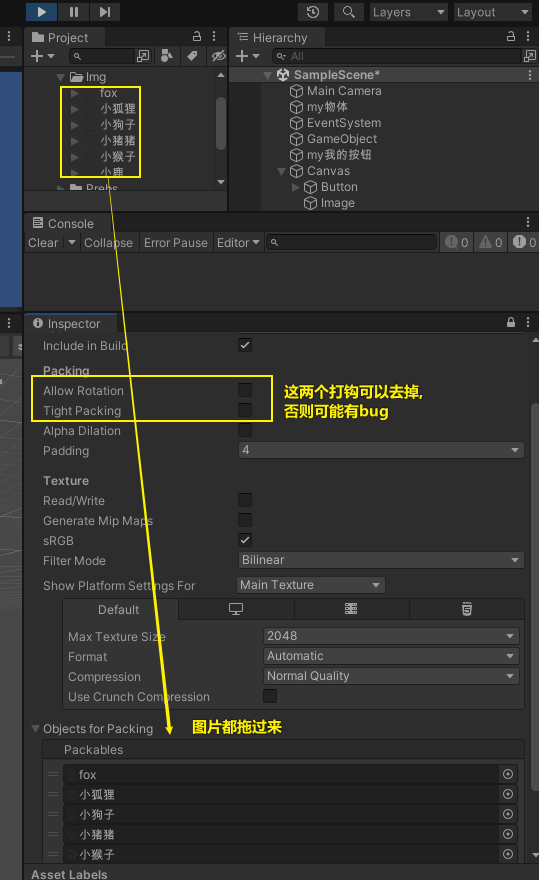 Layers
Layout
Project
Hierarchy
All
Img
fox
小狐狸
小狗子
小猪猪
小猴子
小鹿
Prebs
SampleScene*
Main Camera
my物体
EventSystem
GameObject
my我的按钮
Canvas
Button
Image
Console
Clear
Collapse
Error Pause
Editor
0
0
0
Inspector
Include in Build
Packing
Allow Rotation
Tight Packing
这两个打钩可以去掉,
否则可能有bug
Alpha Dilation
Padding
4
Texture
Read/Write
Generate Mip Maps
sRGB
Filter Mode
Bilinear
Show Platform Settings For
Main Texture
Default
Max Texture Size
2048
Format
Automatic
Compression
Normal Quality
Use Crunch Compression
Objects for Packing
图片都拖过来
Packables
fox
小狐狸
小狗子
小猪猪
小猴子
Asset Labels